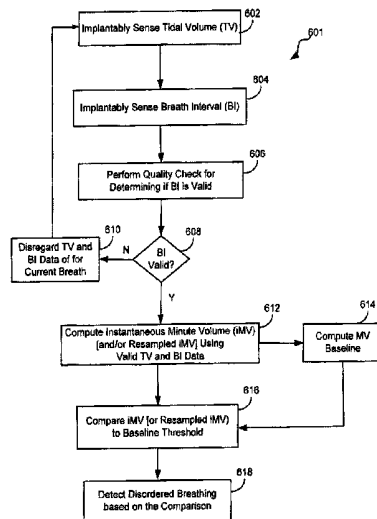 602
Implantably Sense Tidal Volume (TV)
601
604
Implantably Sense Breath Interval (BI)
606
Perform Quality Check for
Determining if BI is Valid
610
Disregard TV and
BI Data of for
Current Breath
N
608
BI
Valid?
Y
612
Compute Instantaneous Minute Volume (iMV)
[and/or Resampled iMV] Using
Valid TV and BI Data
614
Compute MV
Baseline
616
Compare iMV [or Resampled iMV)
to Baseline Threshold
618
Detect Disordered Breathing
based on the Comparison